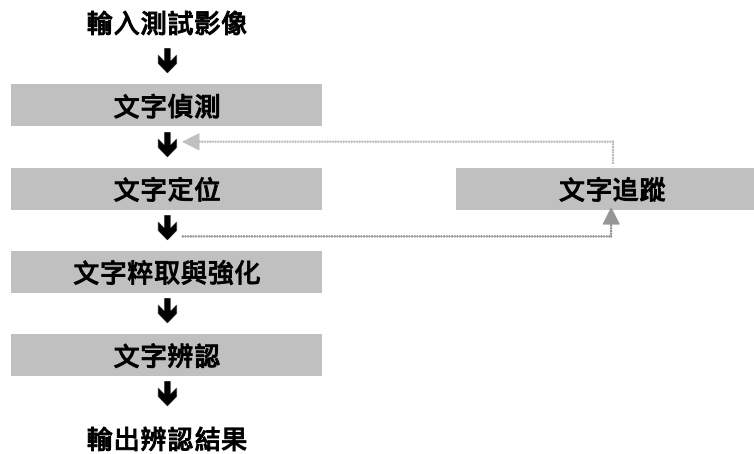 輸入測試影像
文字偵測
文字定位
文字追蹤
文字粹取與強化
文字辨認
輸出辨認結果